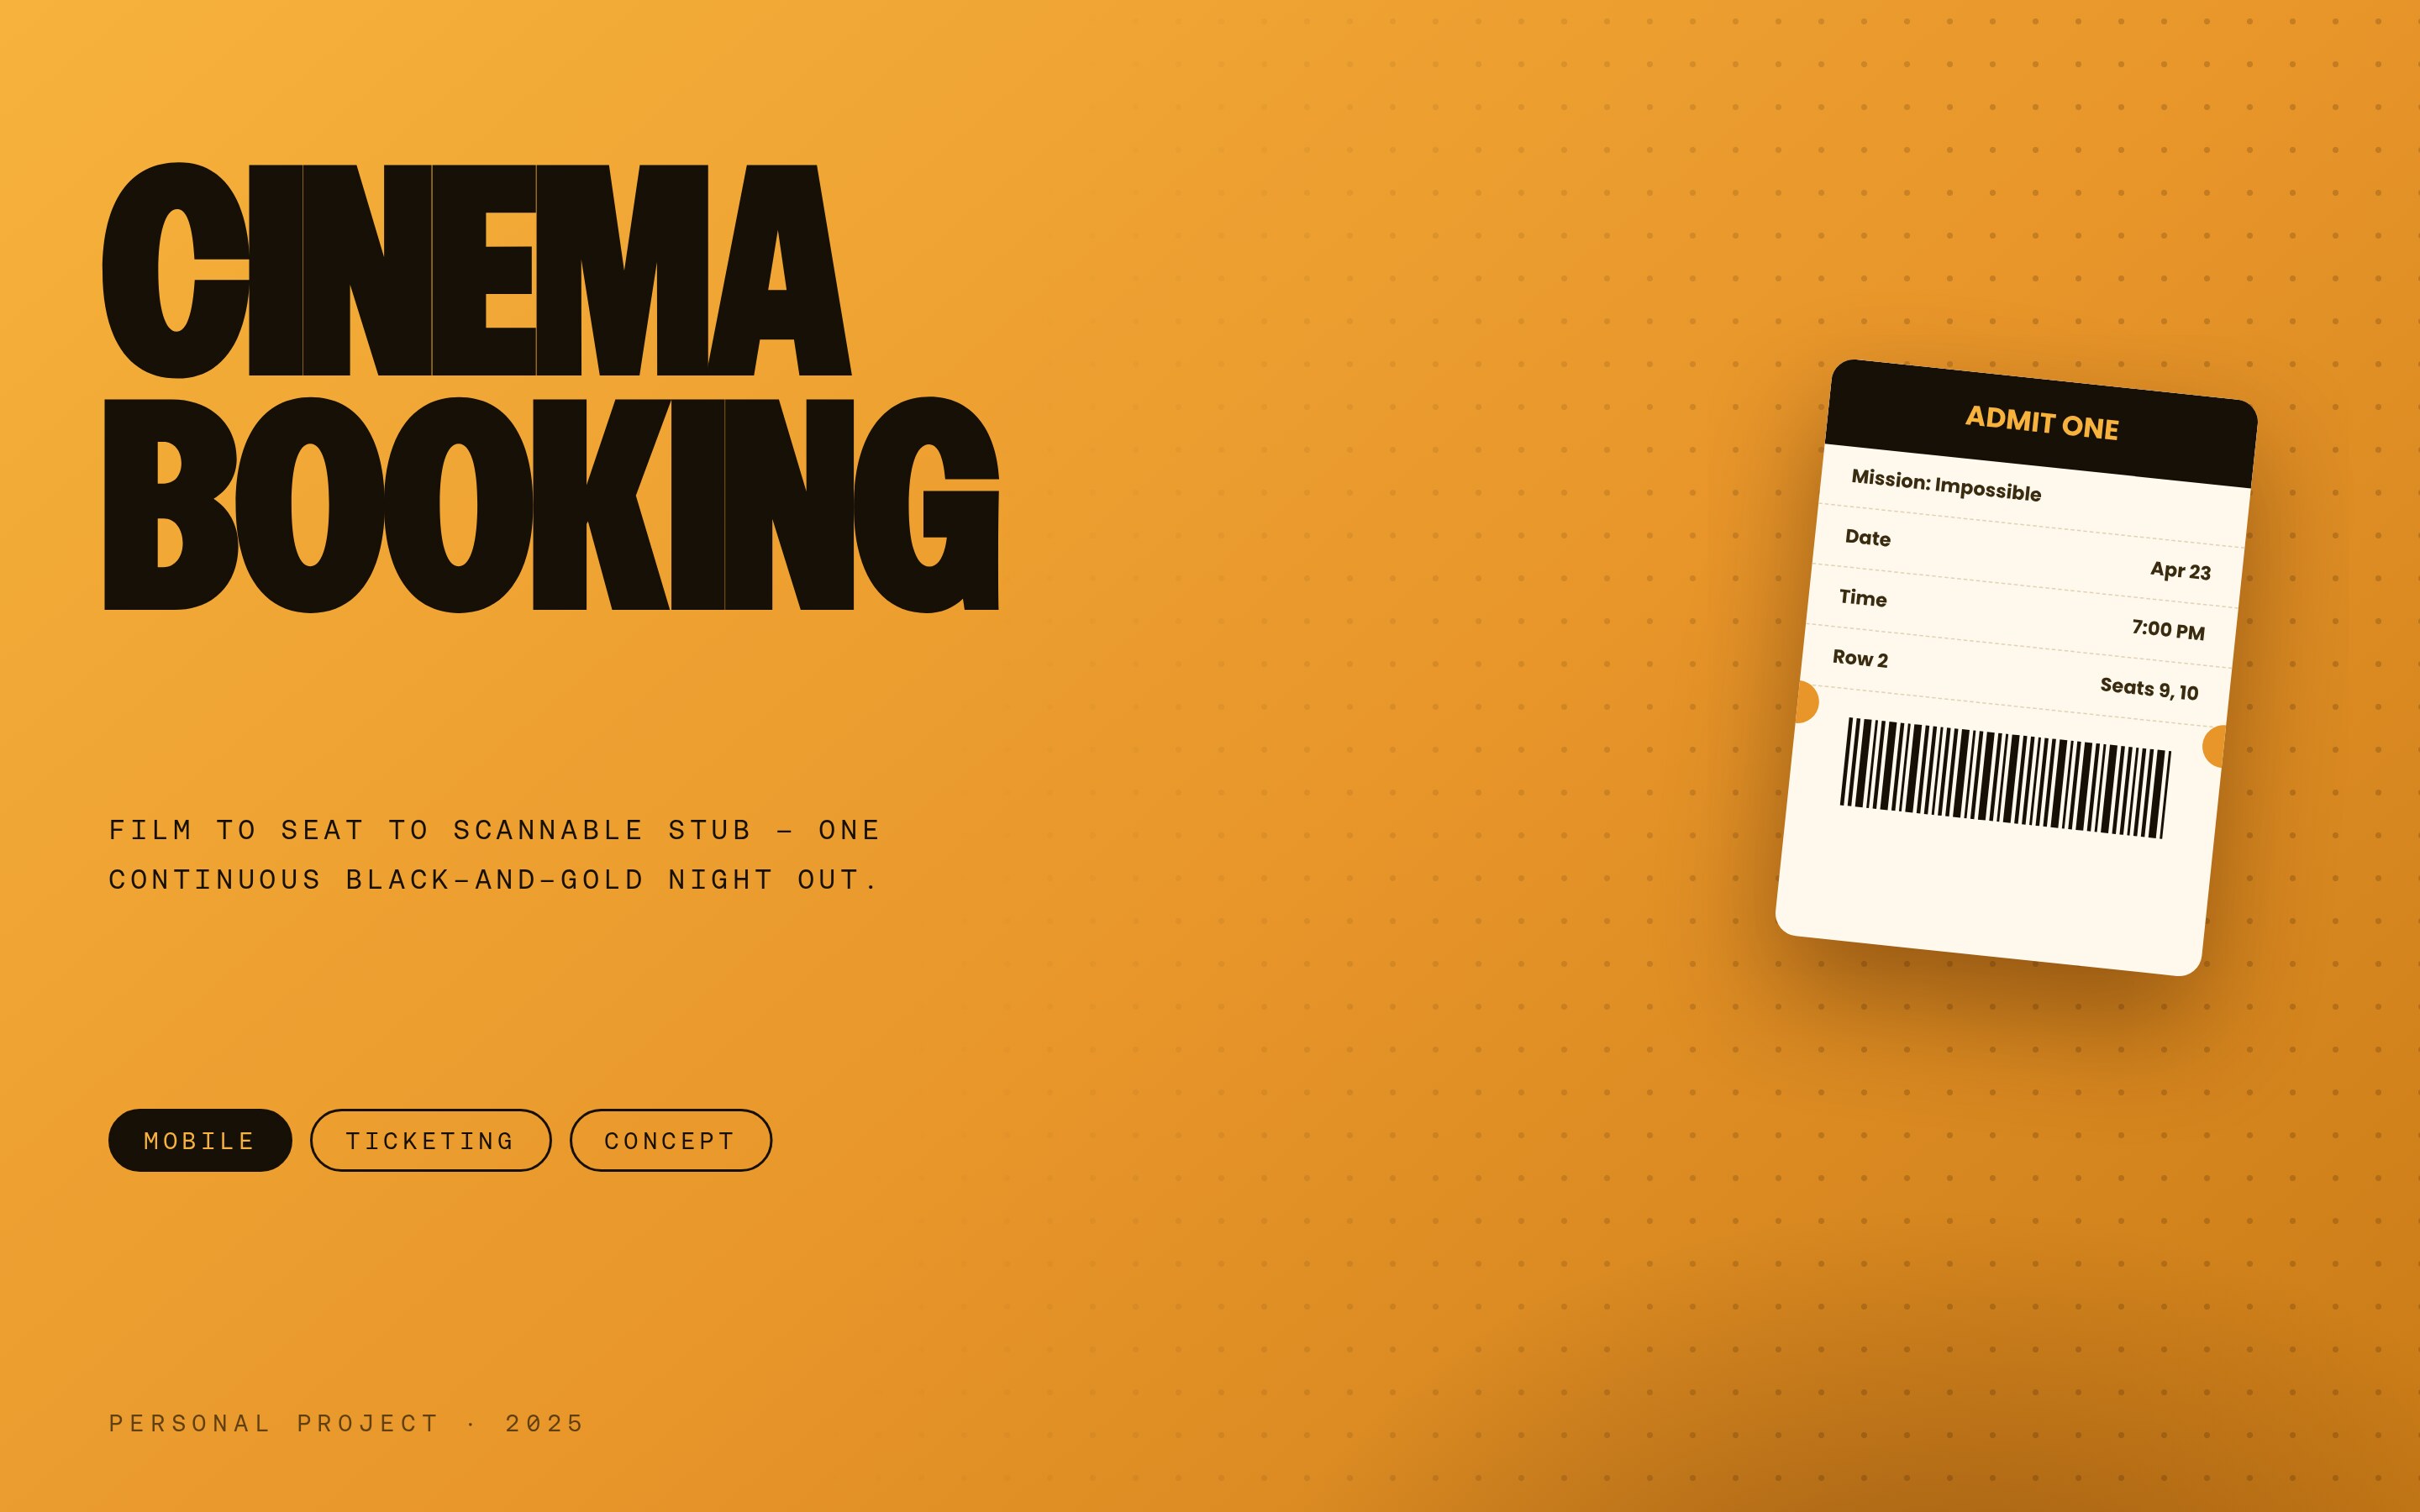 CINEMA
BOOKING
FILM TO SEAT TO SCANNABLE STUB – ONE
CONTINUOUS BLACK–AND–GOLD NIGHT OUT.
MOBILE
TICKETING
CONCEPT
PERSONAL PROJECT · 2025
ADMIT ONE
Mission: Impossible
Date Apr 23
Time 7:00 PM
Row 2 Seats 9, 10